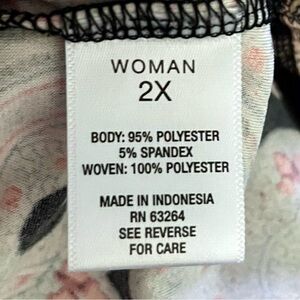 WOMAN
2X
BODY: 95% POLYESTER
5% SPANDEX
WOVEN: 100% POLYESTER
MADE IN INDONESIA
RN 63264
SEE REVERSE
FOR CARE